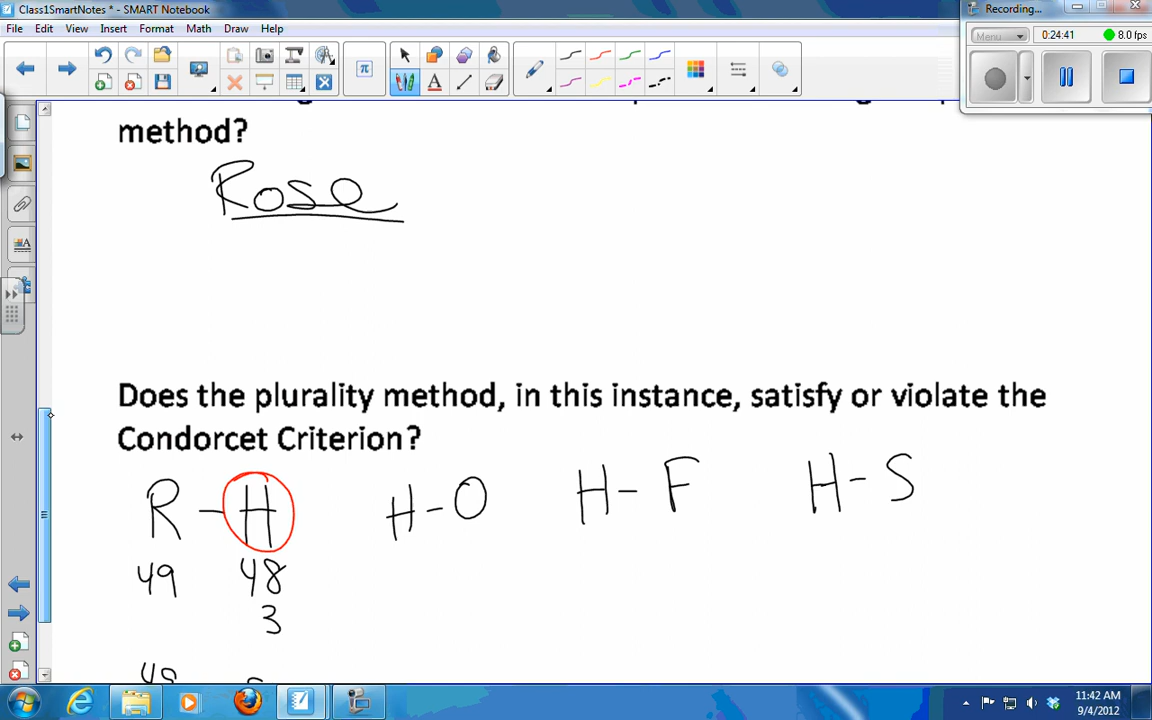 Class1SmartNotes * - SMART Notebook
Recording...
File Edit View Insert Format Math Draw Help
Menu
0:24:41
8.0 fps
π
A
method?
Rose
Does the plurality method, in this instance, satisfy or violate the
Condorcet Criterion?
R - H H - O H - F H - S
49 48
3
11:42 AM
9/4/2012